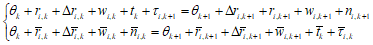 θ_k + r_{i,k} + Δr_{i,k} + w_{i,k} + t_k + τ_{i,k+1} = θ_{k+1} + Δr_{i,k+1} + r_{i,k+1} + w_{i,k+1} + n_{i,k+1}
θ_k + r̅_{i,k} + Δr̅_{i,k} + w̅_{i,k} + n̅_{i,k} = θ_{k+1} + r̅_{i,k+1} + Δr̅_{i,k+1} + w̅_{i,k+1} + t̅_k + τ̅_{i,k+1}